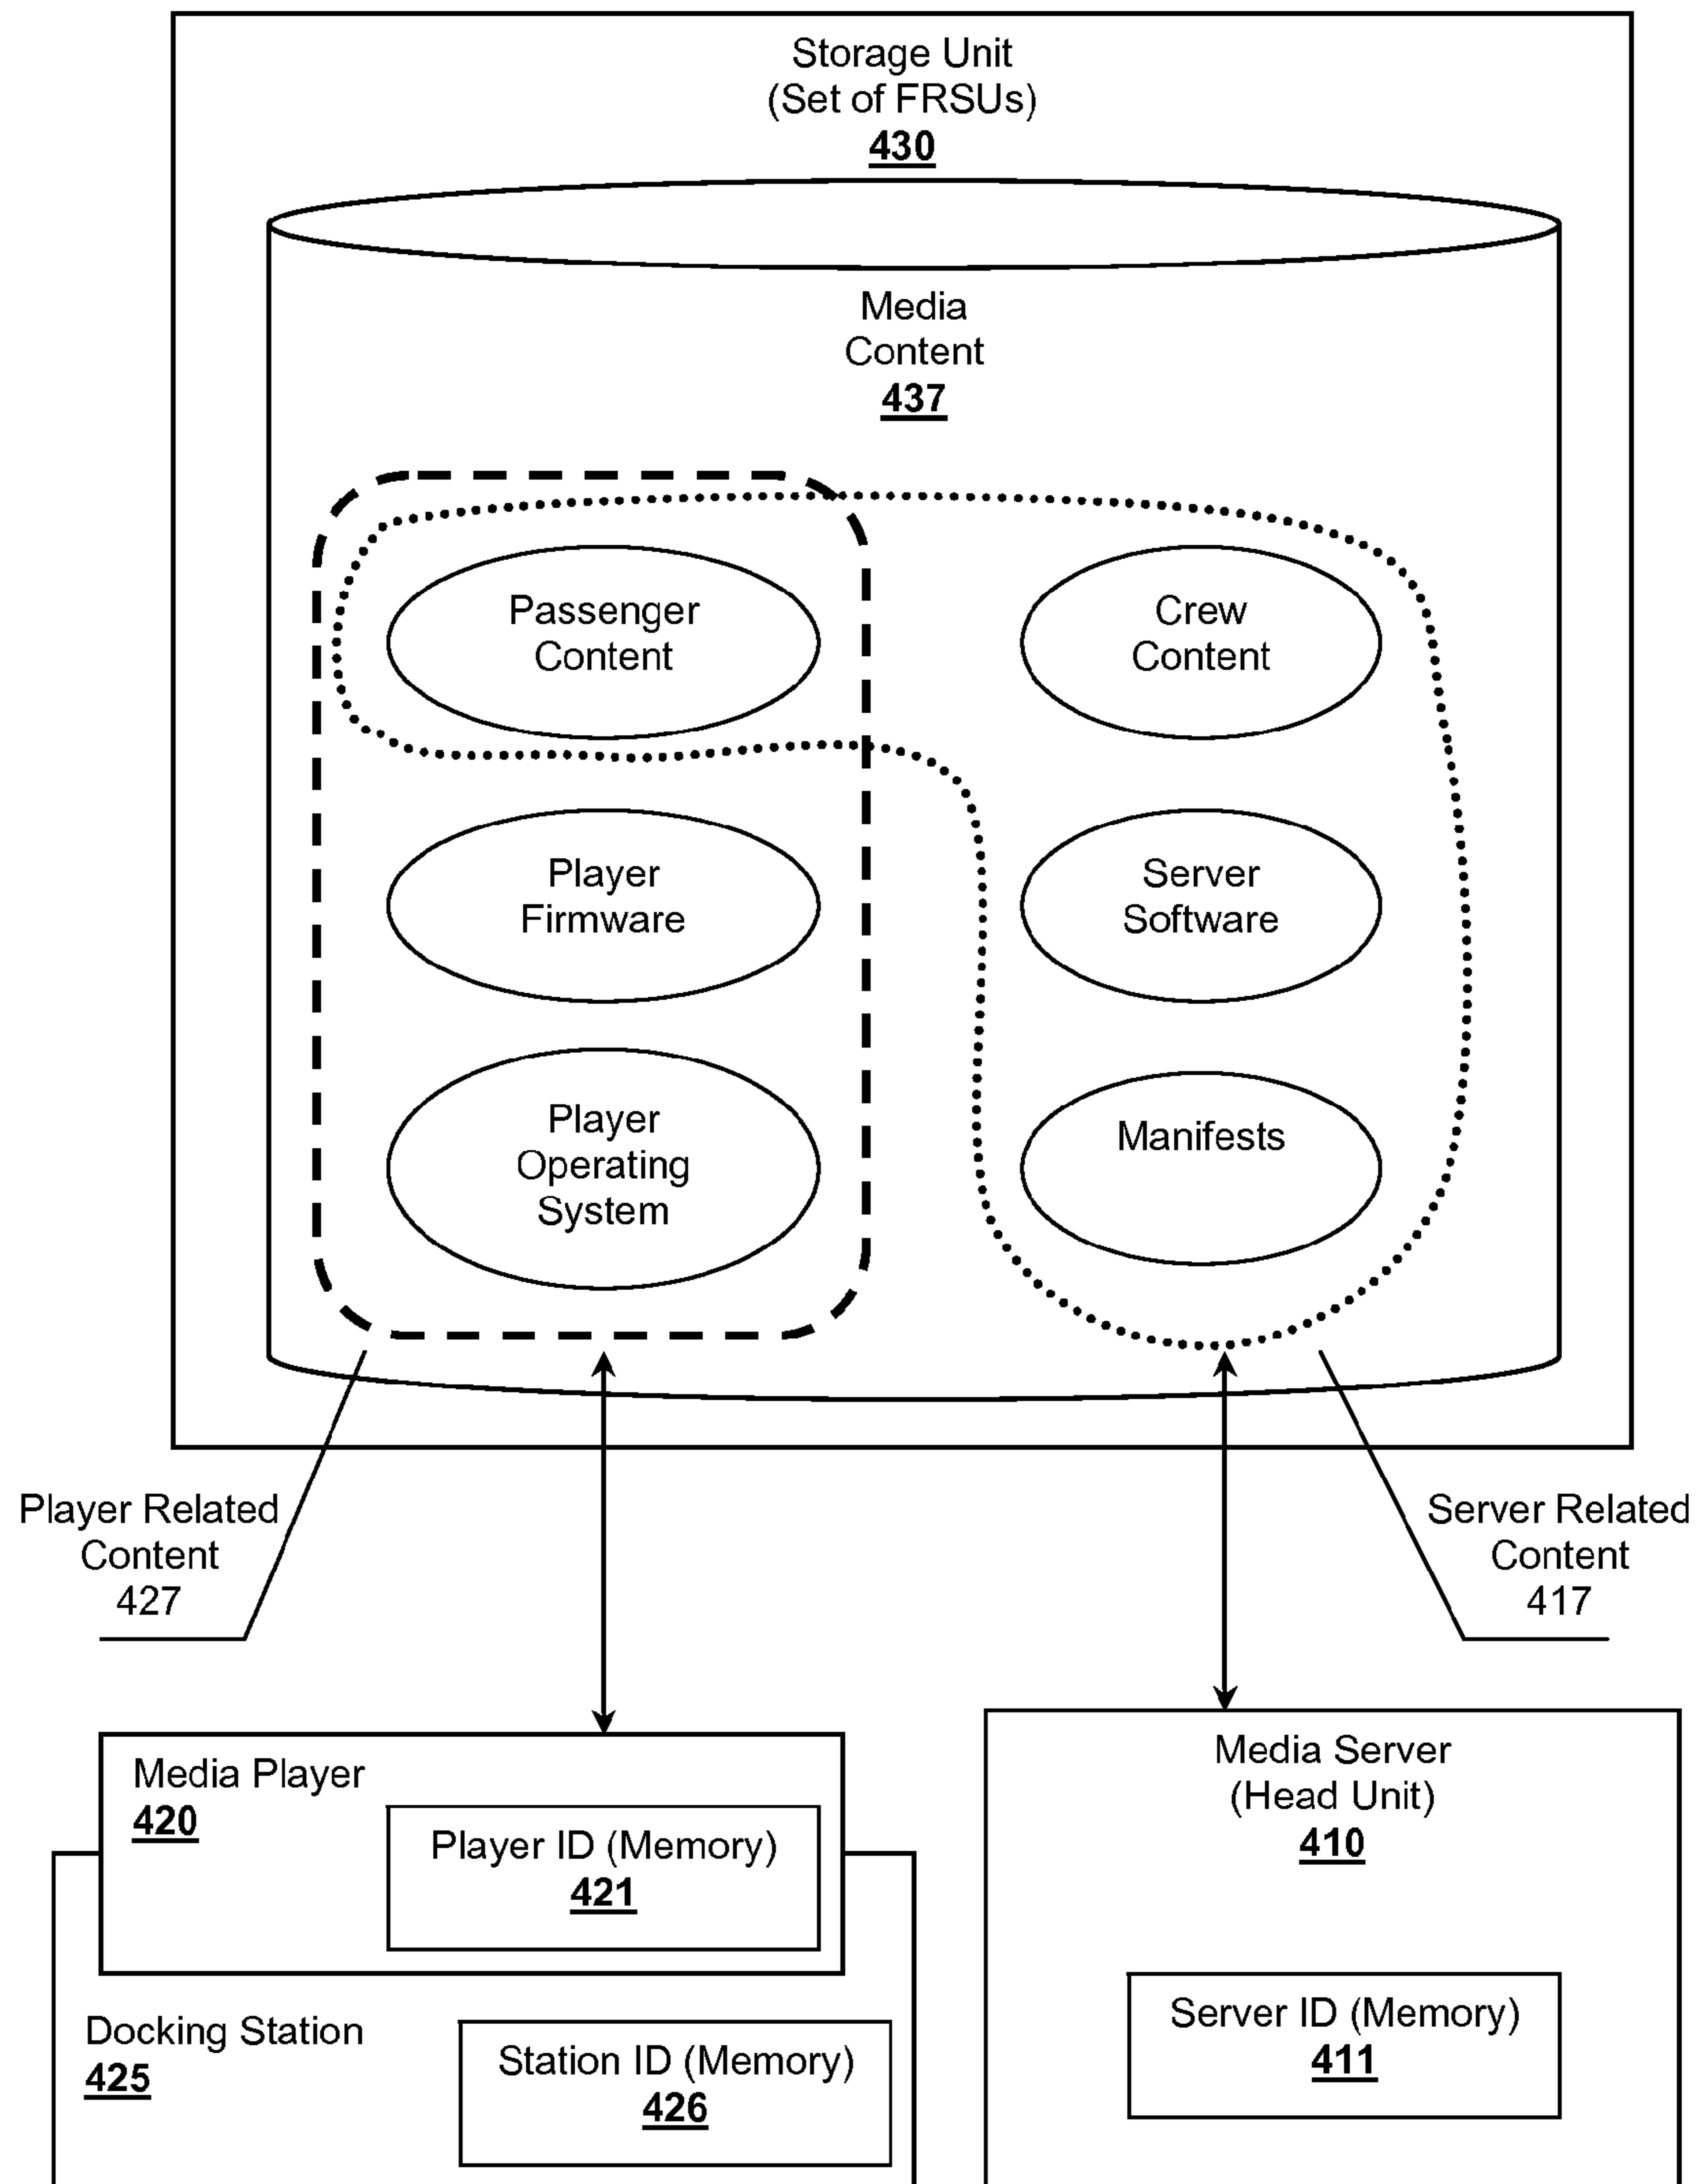 Storage Unit
(Set of FRSUs)
430
Media
Content
437
Passenger
Content
Crew
Content
Player
Firmware
Server
Software
Player
Operating
System
Manifests
Player Related
Content
427
Server Related
Content
417
Media Player
420
Player ID (Memory)
421
Docking Station
425
Station ID (Memory)
426
Media Server
(Head Unit)
410
Server ID (Memory)
411